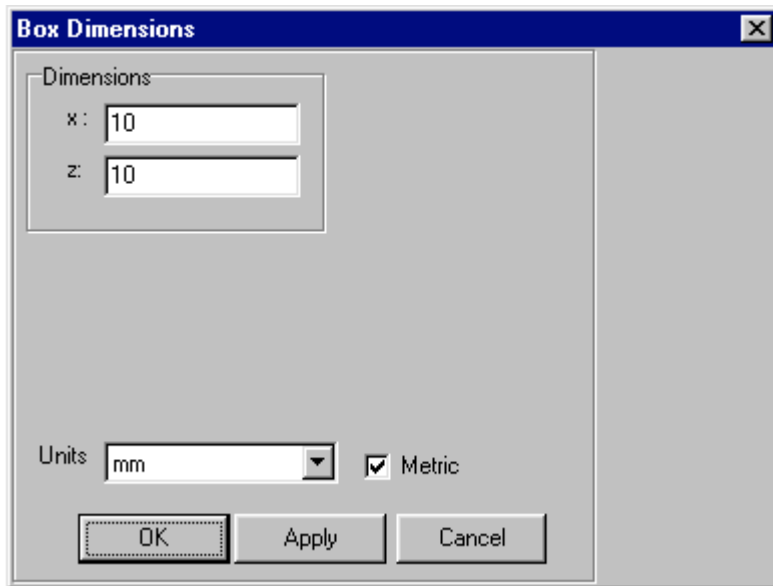 Box Dimensions
Dimensions
x: 10
z: 10
Units mm Metric
OK Apply Cancel